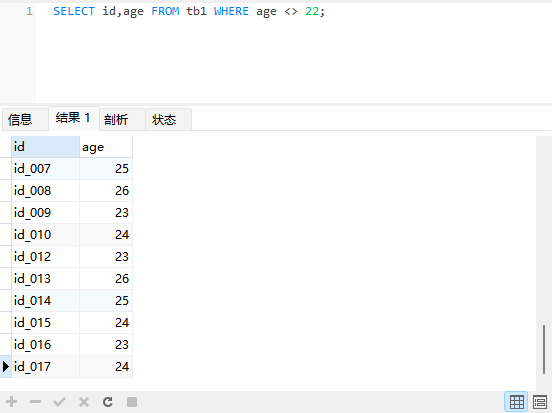 1 SELECT id,age FROM tb1 WHERE age <> 22;
信息 结果 1 剖析 状态
id age
id_007 25
id_008 26
id_009 23
id_010 24
id_012 23
id_013 26
id_014 25
id_015 24
id_016 23
id_017 24